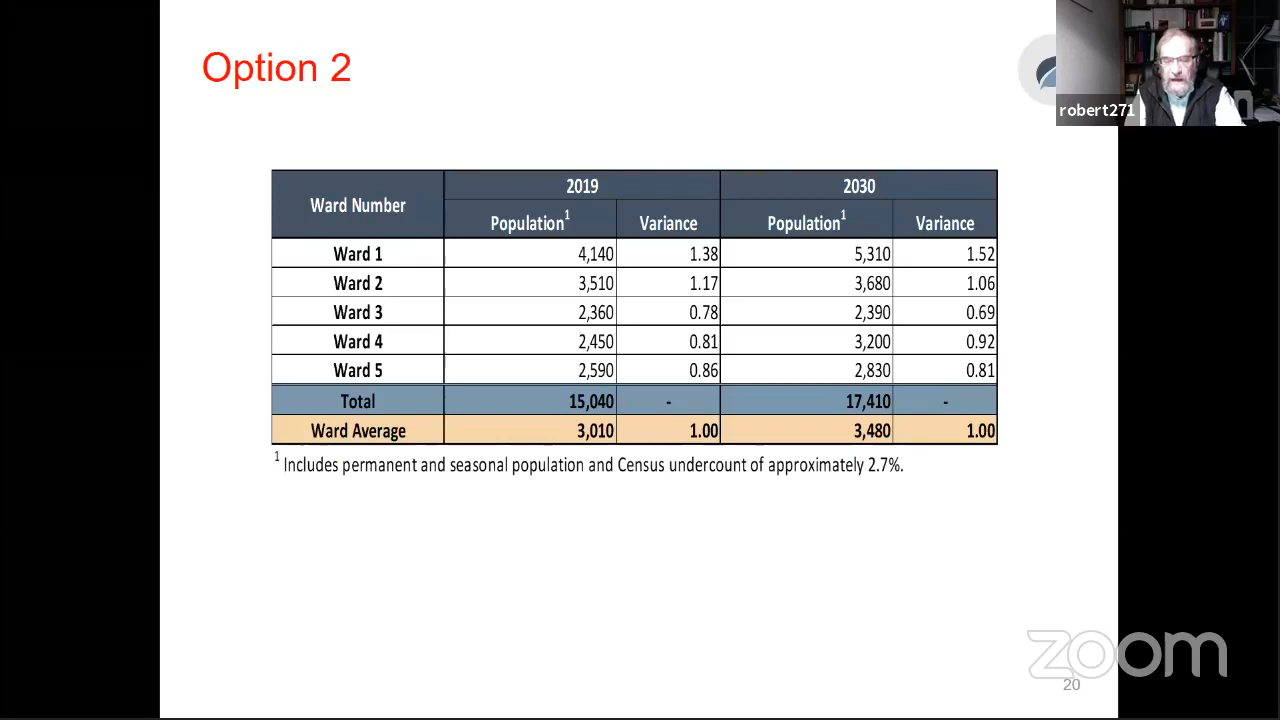 Option 2
robert271
Ward Number 2019 2030
Population1 Variance Population1 Variance
Ward 1 4,140 1.38 5,310 1.52
Ward 2 3,510 1.17 3,680 1.06
Ward 3 2,360 0.78 2,390 0.69
Ward 4 2,450 0.81 3,200 0.92
Ward 5 2,590 0.86 2,830 0.81
Total 15,040 - 17,410 -
Ward Average 3,010 1.00 3,480 1.00
1 Includes permanent and seasonal population and Census undercount of approximately 2.7%.
zoom
20